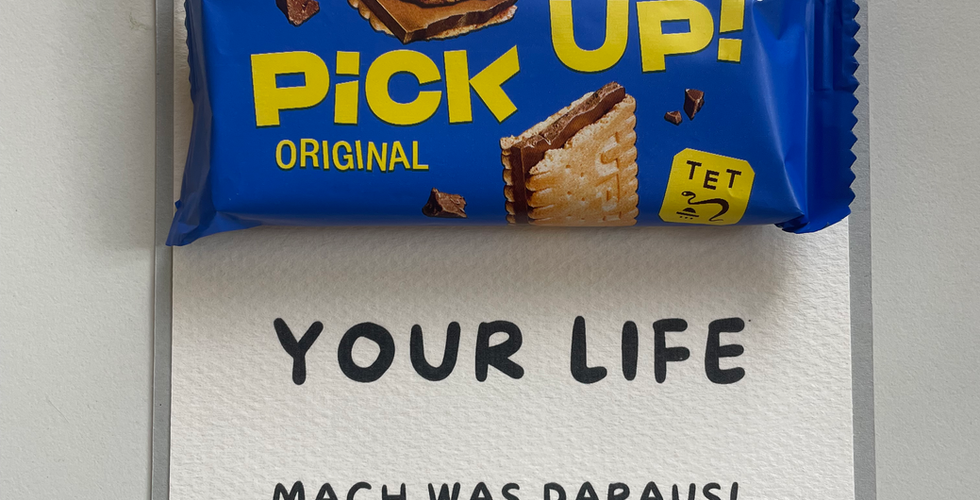 PiCK UP!
ORIGINAL
TET
YOUR LIFE
MACH WAS DARAUS!